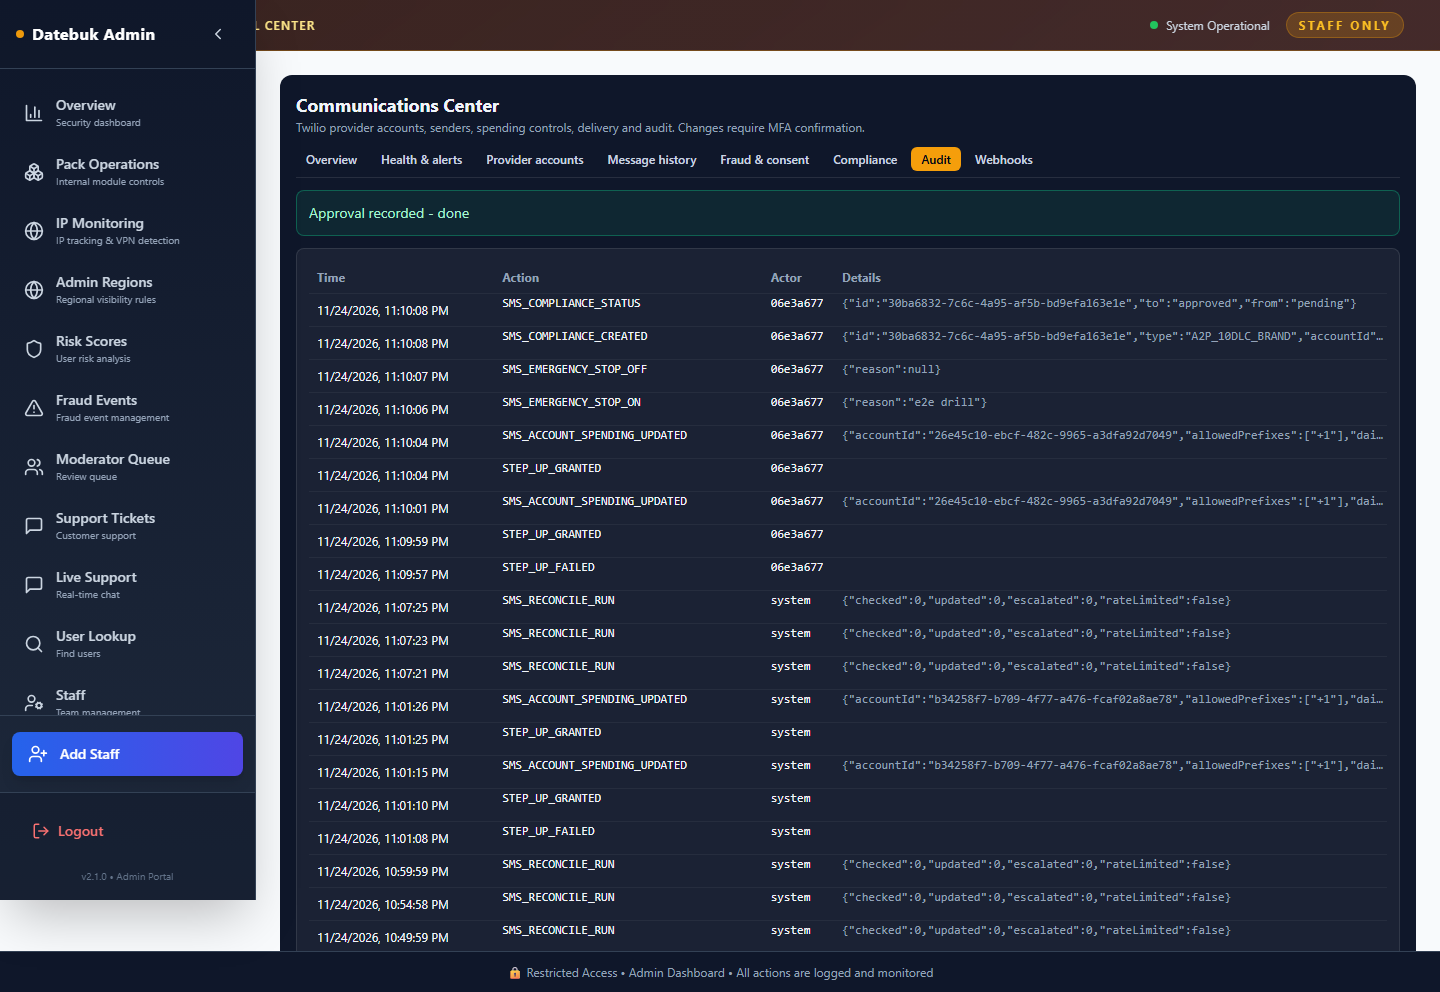 Datebuk Admin
L CENTER
System Operational
STAFF ONLY
Overview
Security dashboard
Pack Operations
Internal module controls
IP Monitoring
IP tracking & VPN detection
Admin Regions
Regional visibility rules
Risk Scores
User risk analysis
Fraud Events
Fraud event management
Moderator Queue
Review queue
Support Tickets
Customer support
Live Support
Real-time chat
User Lookup
Find users
Staff
Team management
Add Staff
Logout
v2.1.0 • Admin Portal
Communications Center
Twilio provider accounts, senders, spending controls, delivery and audit. Changes require MFA confirmation.
Overview Health & alerts Provider accounts Message history Fraud & consent Compliance Audit Webhooks
Approval recorded - done
Time Action Actor Details
11/24/2026, 11:10:08 PM SMS_COMPLIANCE_STATUS 06e3a677 {"id":"30ba6832-7c6c-4a95-af5b-bd9efa163e1e","to":"approved","from":"pending"}
11/24/2026, 11:10:08 PM SMS_COMPLIANCE_CREATED 06e3a677 {"id":"30ba6832-7c6c-4a95-af5b-bd9efa163e1e","type":"A2P_10DLC_BRAND","accountId"…
11/24/2026, 11:10:07 PM SMS_EMERGENCY_STOP_OFF 06e3a677 {"reason":null}
11/24/2026, 11:10:06 PM SMS_EMERGENCY_STOP_ON 06e3a677 {"reason":"e2e drill"}
11/24/2026, 11:10:04 PM SMS_ACCOUNT_SPENDING_UPDATED 06e3a677 {"accountId":"26e45c10-ebcf-482c-9965-a3dfa92d7049","allowedPrefixes":["+1"],"dai…
11/24/2026, 11:10:04 PM STEP_UP_GRANTED 06e3a677
11/24/2026, 11:10:01 PM SMS_ACCOUNT_SPENDING_UPDATED 06e3a677 {"accountId":"26e45c10-ebcf-482c-9965-a3dfa92d7049","allowedPrefixes":["+1"],"dai…
11/24/2026, 11:09:59 PM STEP_UP_GRANTED 06e3a677
11/24/2026, 11:09:57 PM STEP_UP_FAILED 06e3a677
11/24/2026, 11:07:25 PM SMS_RECONCILE_RUN system {"checked":0,"updated":0,"escalated":0,"rateLimited":false}
11/24/2026, 11:07:23 PM SMS_RECONCILE_RUN system {"checked":0,"updated":0,"escalated":0,"rateLimited":false}
11/24/2026, 11:07:21 PM SMS_RECONCILE_RUN system {"checked":0,"updated":0,"escalated":0,"rateLimited":false}
11/24/2026, 11:01:26 PM SMS_ACCOUNT_SPENDING_UPDATED system {"accountId":"b34258f7-b709-4f77-a476-fcaf02a8ae78","allowedPrefixes":["+1"],"dai…
11/24/2026, 11:01:25 PM STEP_UP_GRANTED system
11/24/2026, 11:01:15 PM SMS_ACCOUNT_SPENDING_UPDATED system {"accountId":"b34258f7-b709-4f77-a476-fcaf02a8ae78","allowedPrefixes":["+1"],"dai…
11/24/2026, 11:01:10 PM STEP_UP_GRANTED system
11/24/2026, 11:01:08 PM STEP_UP_FAILED system
11/24/2026, 10:59:59 PM SMS_RECONCILE_RUN system {"checked":0,"updated":0,"escalated":0,"rateLimited":false}
11/24/2026, 10:54:58 PM SMS_RECONCILE_RUN system {"checked":0,"updated":0,"escalated":0,"rateLimited":false}
11/24/2026, 10:49:59 PM SMS_RECONCILE_RUN system {"checked":0,"updated":0,"escalated":0,"rateLimited":false}
Restricted Access • Admin Dashboard • All actions are logged and monitored